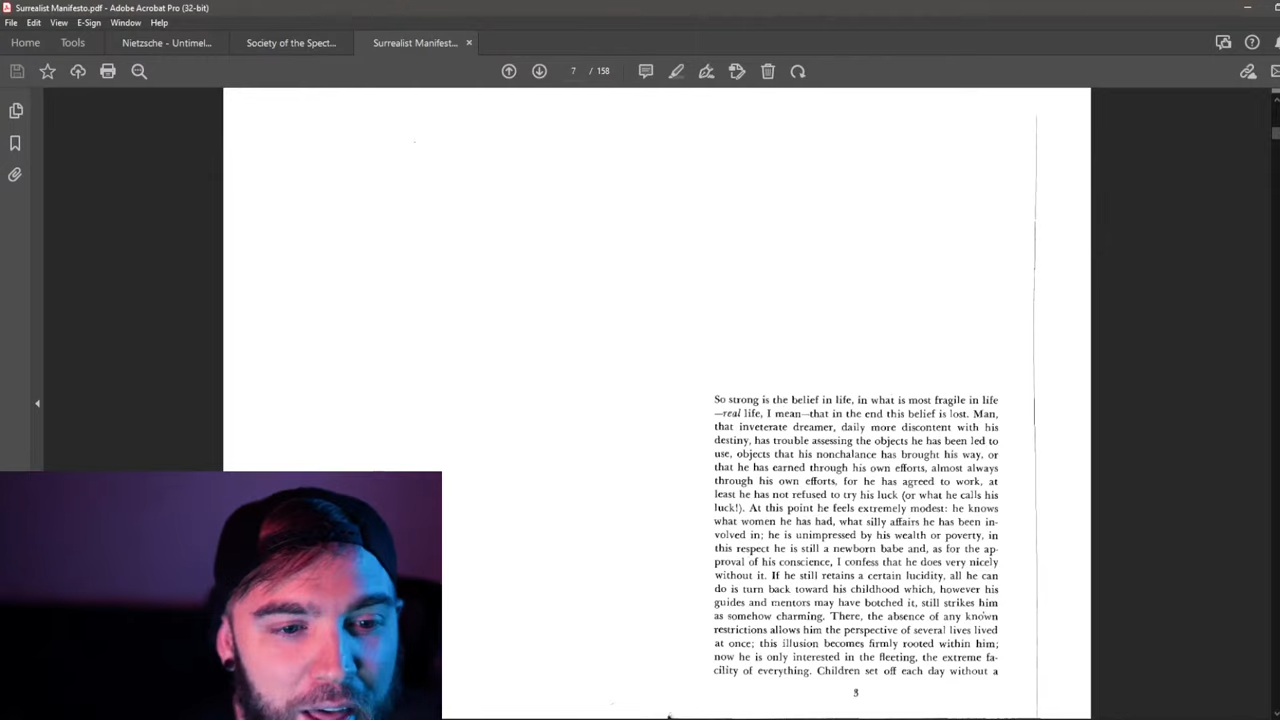 Surrealist Manifesto.pdf - Adobe Acrobat Pro (32-bit)
File Edit View E-Sign Window Help
Home Tools Nietzsche - Untimel... Society of the Spect... Surrealist Manifest... ×
7 / 158
So strong is the belief in life, in what is most fragile in life
—real life, I mean—that in the end this belief is lost. Man,
that inveterate dreamer, daily more discontent with his
destiny, has trouble assessing the objects he has been led to
use, objects that his nonchalance has brought his way, or
that he has earned through his own efforts, almost always
through his own efforts, for he has agreed to work, at
least he has not refused to try his luck (or what he calls his
luck!). At this point he feels extremely modest: he knows
what women he has had, what silly affairs he has been in-
volved in; he is unimpressed by his wealth or poverty, in
this respect he is still a newborn babe and, as for the ap-
proval of his conscience, I confess that he does very nicely
without it. If he still retains a certain lucidity, all he can
do is turn back toward his childhood which, however his
guides and mentors may have botched it, still strikes him
as somehow charming. There, the absence of any known
restrictions allows him the perspective of several lives lived
at once; this illusion becomes firmly rooted within him;
now he is only interested in the fleeting, the extreme fa-
cility of everything. Children set off each day without a
3